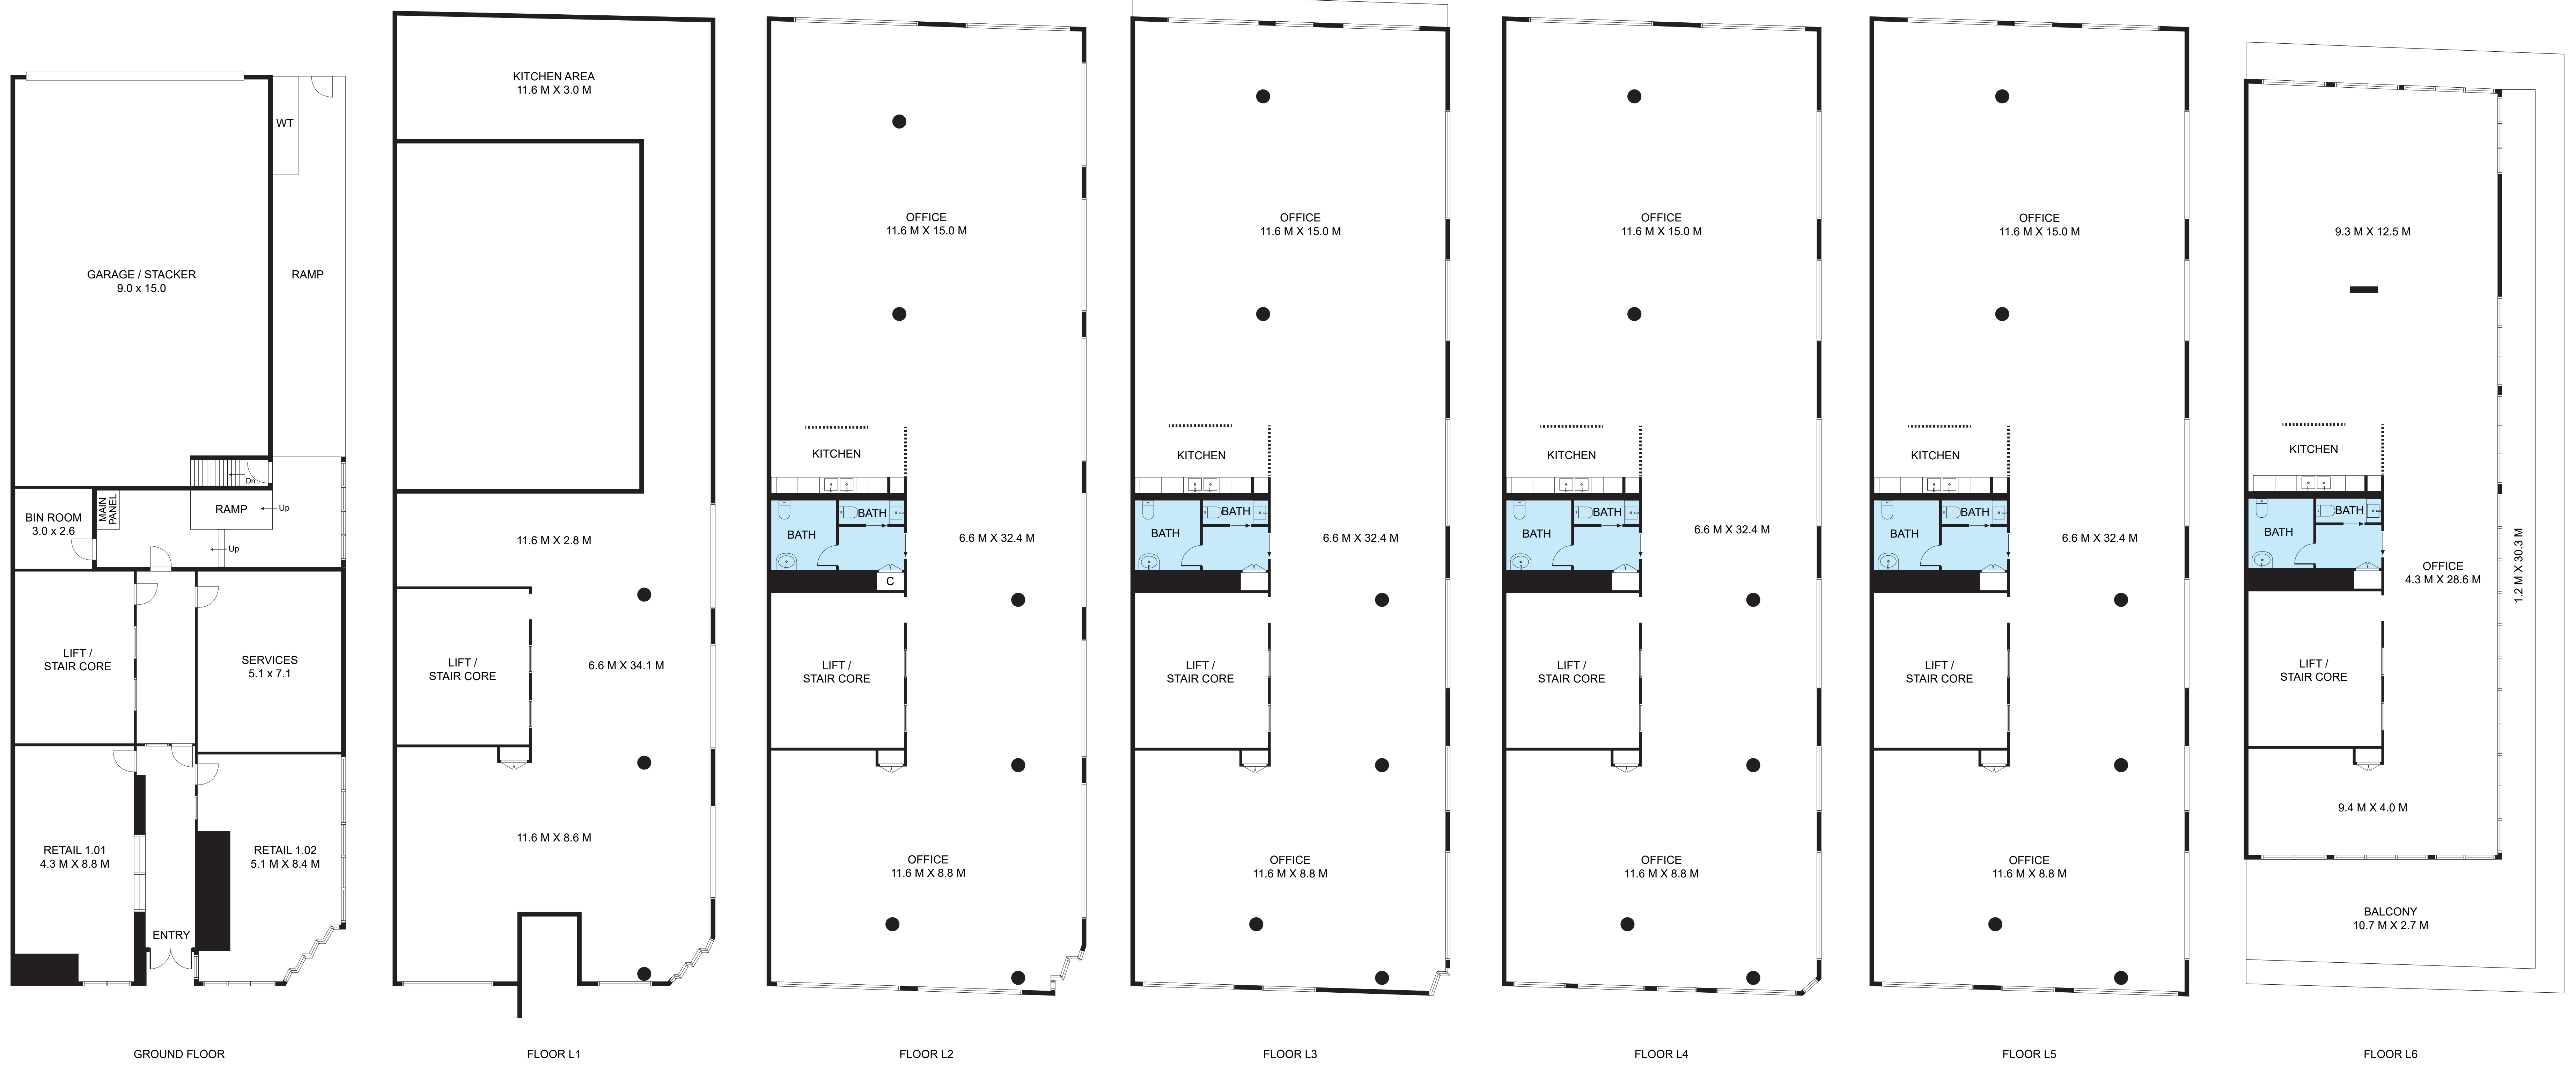 WT
GARAGE / STACKER
9.0 x 15.0
RAMP
Dn
BIN ROOM
3.0 x 2.6
MAIN
PANEL
RAMP
Up
Up
LIFT /
STAIR CORE
SERVICES
5.1 x 7.1
RETAIL 1.01
4.3 M X 8.8 M
RETAIL 1.02
5.1 M X 8.4 M
ENTRY
GROUND FLOOR
KITCHEN AREA
11.6 M X 3.0 M
11.6 M X 2.8 M
LIFT /
STAIR CORE
6.6 M X 34.1 M
11.6 M X 8.6 M
FLOOR L1
OFFICE
11.6 M X 15.0 M
KITCHEN
BATH
BATH
6.6 M X 32.4 M
C
LIFT /
STAIR CORE
OFFICE
11.6 M X 8.8 M
FLOOR L2
OFFICE
11.6 M X 15.0 M
KITCHEN
BATH
BATH
6.6 M X 32.4 M
LIFT /
STAIR CORE
OFFICE
11.6 M X 8.8 M
FLOOR L3
OFFICE
11.6 M X 15.0 M
KITCHEN
BATH
BATH
6.6 M X 32.4 M
LIFT /
STAIR CORE
OFFICE
11.6 M X 8.8 M
FLOOR L4
OFFICE
11.6 M X 15.0 M
KITCHEN
BATH
BATH
6.6 M X 32.4 M
LIFT /
STAIR CORE
OFFICE
11.6 M X 8.8 M
FLOOR L5
9.3 M X 12.5 M
KITCHEN
BATH
BATH
OFFICE
4.3 M X 28.6 M
1.2 M X 30.3 M
LIFT /
STAIR CORE
9.4 M X 4.0 M
BALCONY
10.7 M X 2.7 M
FLOOR L6